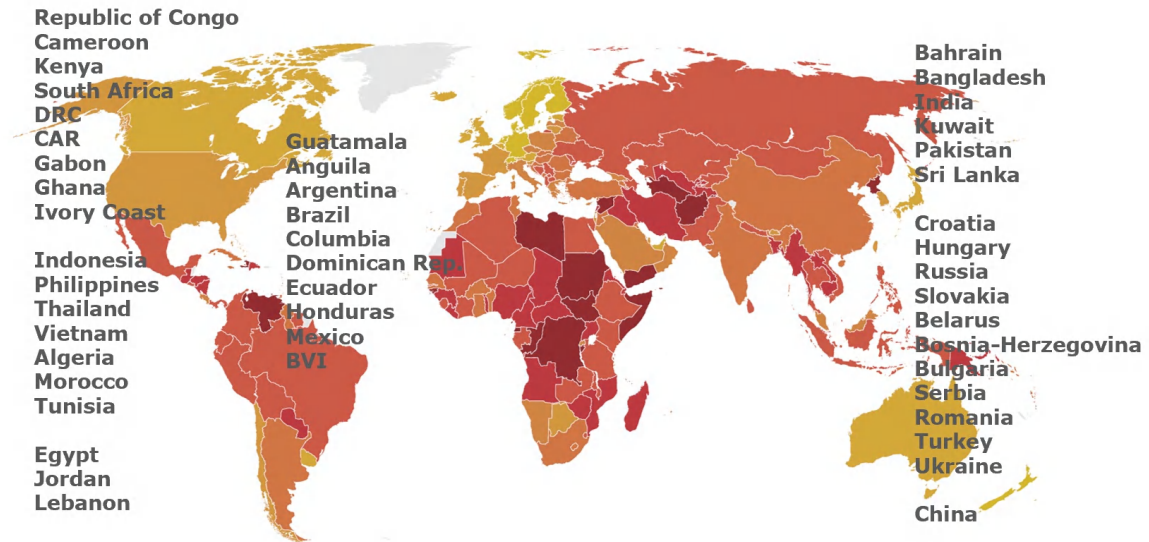 Republic of Congo
Cameroon
Kenya
South Africa
DRC
CAR
Gabon
Ghana
Ivory Coast
Indonesia
Philippines
Thailand
Vietnam
Algeria
Morocco
Tunisia
Egypt
Jordan
Lebanon
Guatamala
Anguila
Argentina
Brazil
Columbia
Dominican Rep.
Ecuador
Honduras
Mexico
BVI
Bahrain
Bangladesh
India
Kuwait
Pakistan
Sri Lanka
Croatia
Hungary
Russia
Slovakia
Belarus
Bosnia-Herzegovina
Bulgaria
Serbia
Romania
Turkey
Ukraine
China